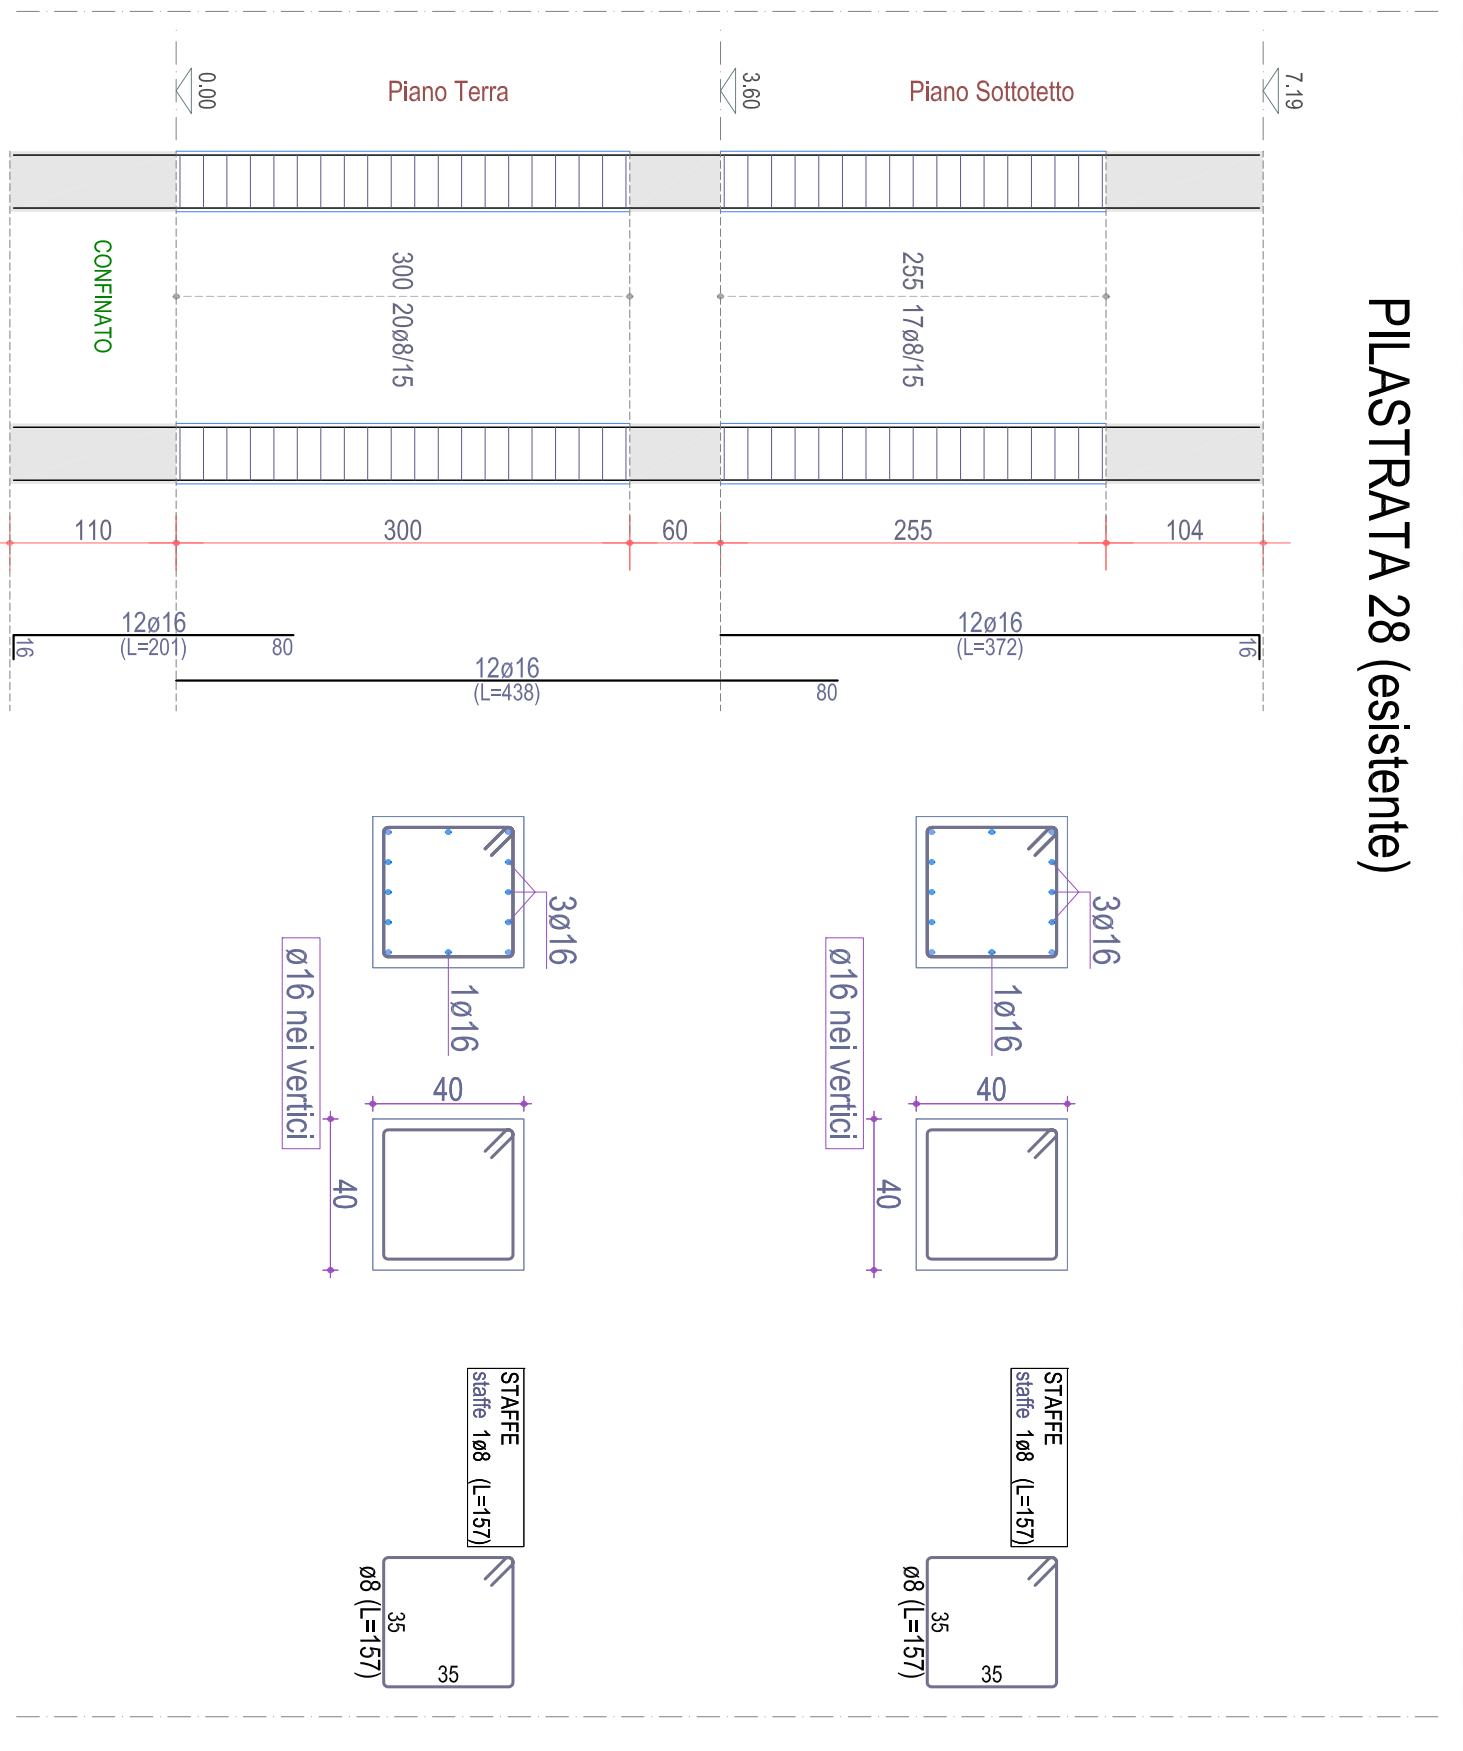 PILASTRATA 28 (esistente)
0.00
Piano Terra
3.60
Piano Sottotetto
7.19
CONFINATO
300 20ø8/15
255 17ø8/15
110
300
60
255
104
12ø16
(L=201)
16
80
12ø16
(L=438)
80
12ø16
(L=372)
16
3ø16
1ø16
ø16 nei vertici
40
40
3ø16
1ø16
ø16 nei vertici
40
40
STAFFE
staffe 1ø8 (L=157)
ø8 (L=157)
35
35
STAFFE
staffe 1ø8 (L=157)
ø8 (L=157)
35
35